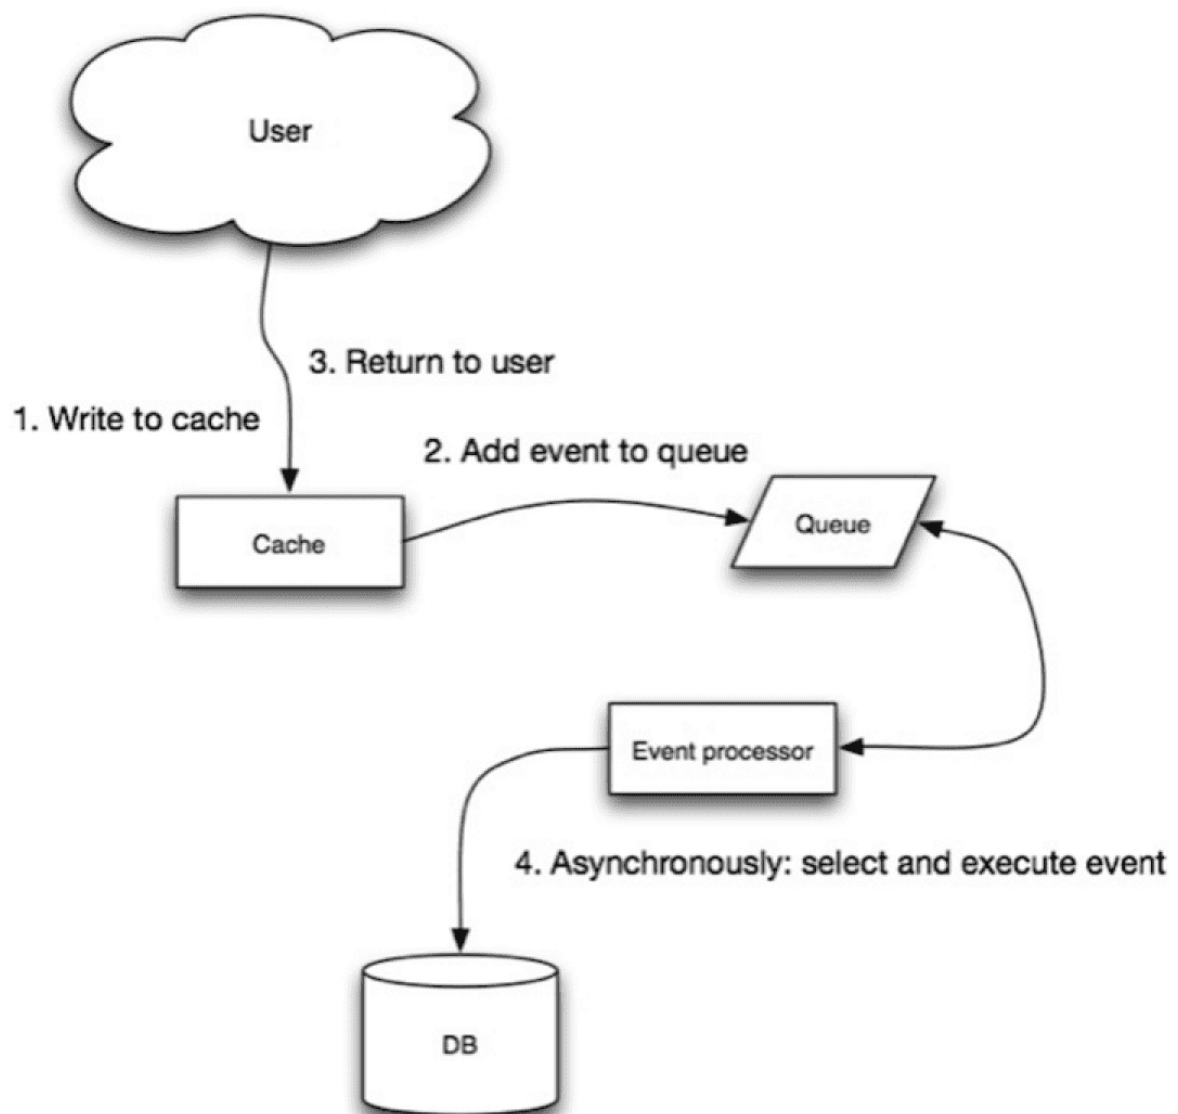 User
3. Return to user
1. Write to cache
2. Add event to queue
Queue
Cache
Event processor
4. Asynchronously: select and execute event
DB